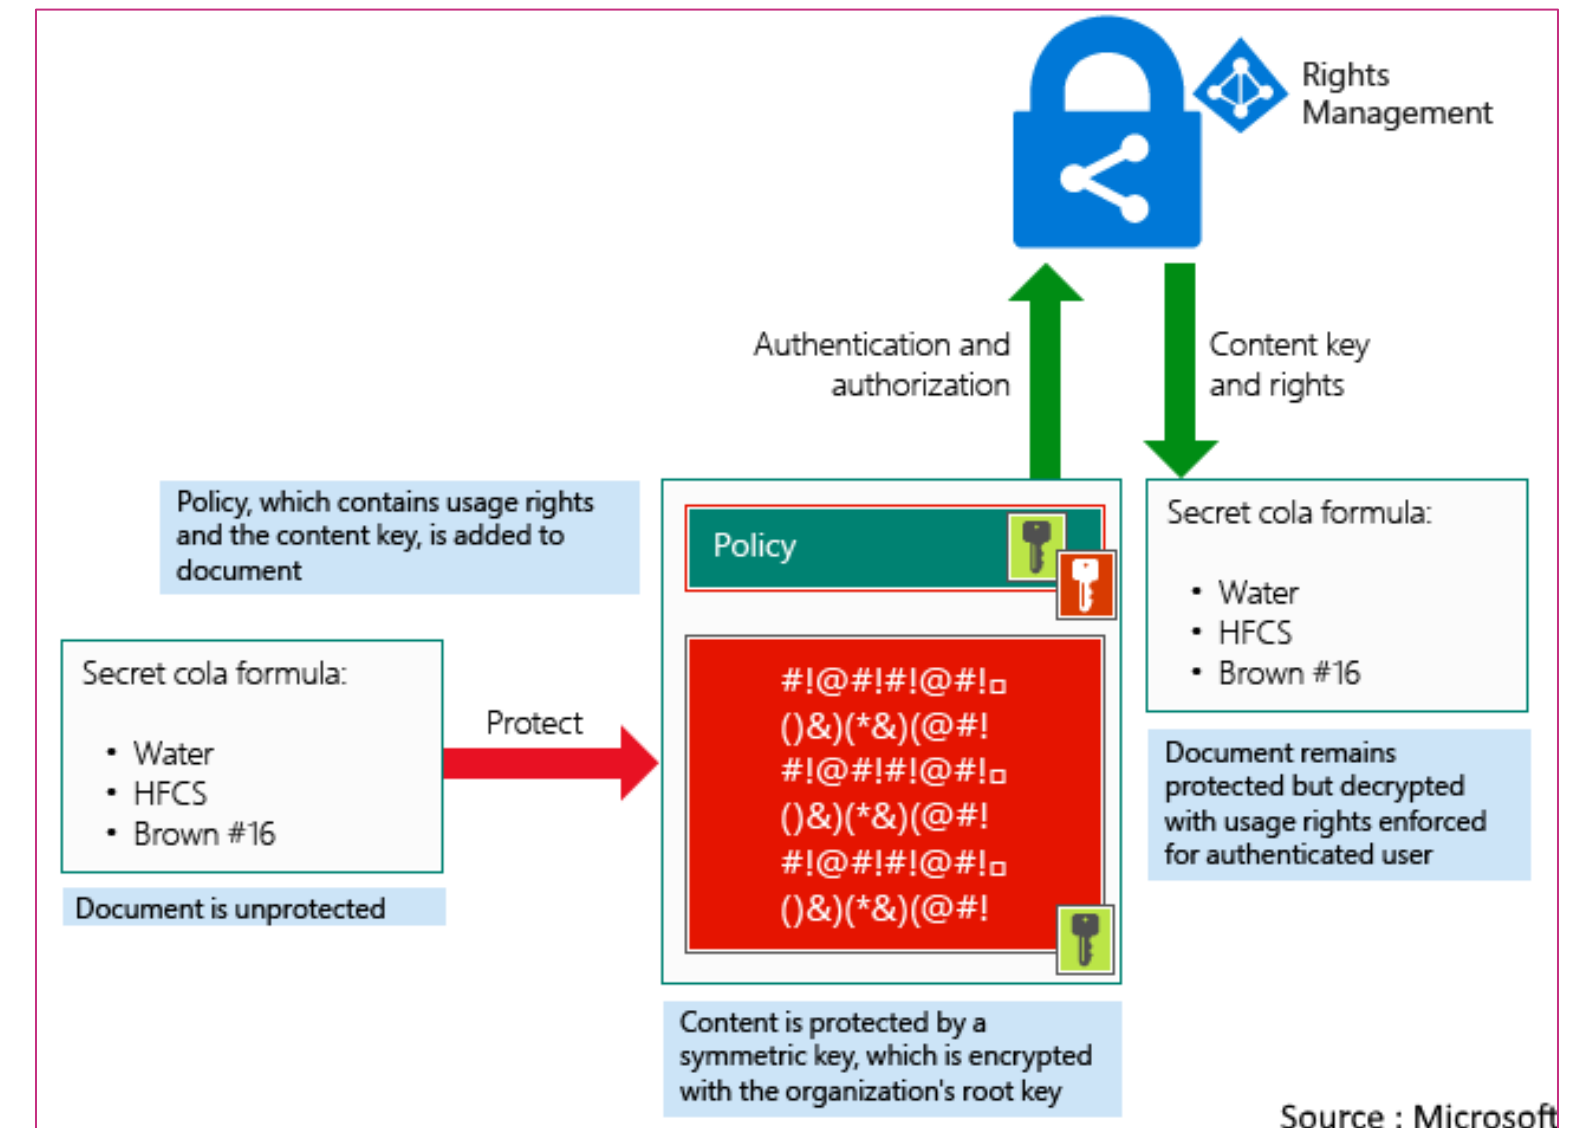 Rights
Management
Authentication and
authorization
Content key
and rights
Policy, which contains usage rights
and the content key, is added to
document
Policy
Secret cola formula:
• Water
• HFCS
• Brown #16
Document is unprotected
Protect
#!@#!#!@#!□
()&)(*&)(@#!
#!@#!#!@#!□
()&)(*&)(@#!
#!@#!#!@#!□
()&)(*&)(@#!
Content is protected by a
symmetric key, which is encrypted
with the organization's root key
Secret cola formula:
• Water
• HFCS
• Brown #16
Document remains
protected but decrypted
with usage rights enforced
for authenticated user
Source : Microsoft